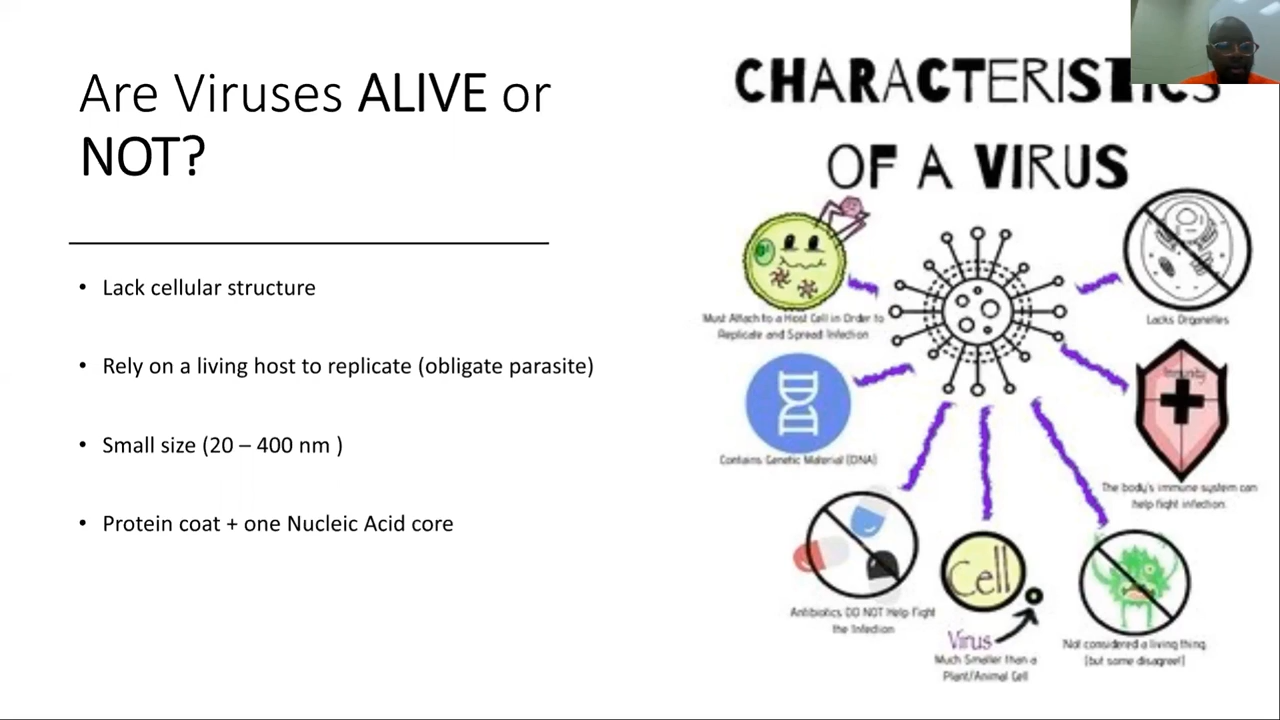 Are Viruses ALIVE or
NOT?
• Lack cellular structure
• Rely on a living host to replicate (obligate parasite)
• Small size (20 – 400 nm )
• Protein coat + one Nucleic Acid core
CHARACTERISTICS
OF A VIRUS
Must Attach to a Host Cell in Order to
Replicate and Spread Infection
Lacks Organelles
Contains Genetic Material (DNA)
Immunity
The body's immune system can
help fight infection.
Antibiotics DO NOT Help Fight
the Infection
Cell
Virus
Much Smaller than a
Plant/Animal Cell
Not considered a living thing
(but some disagree!)